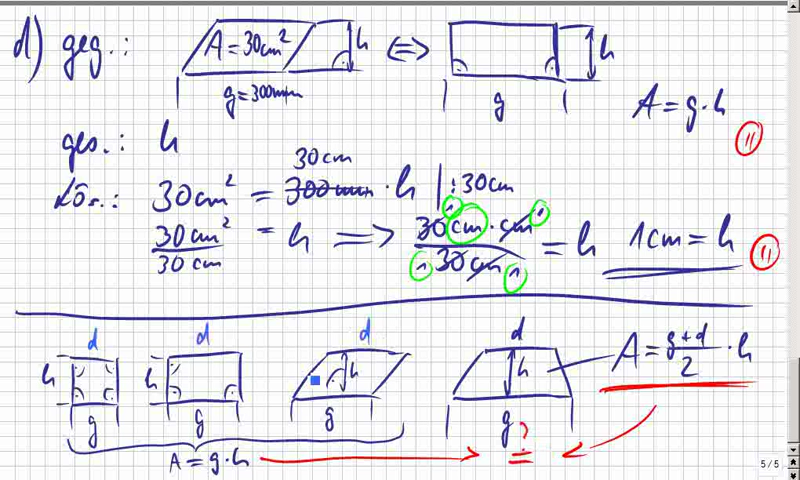 d) geg.: A = 30cm² h ⇔ h
g = 300mm g A = g·h
ges.: h
Lös.: 30cm² = 300mm 30cm · h | :30cm
30cm² / 30cm = h ⇒ 30cm·cm / 30cm = h 1cm = h
d d d d
h h h h A = (g+d)/2 · h
g g g g
A = g·h ? =
5/5